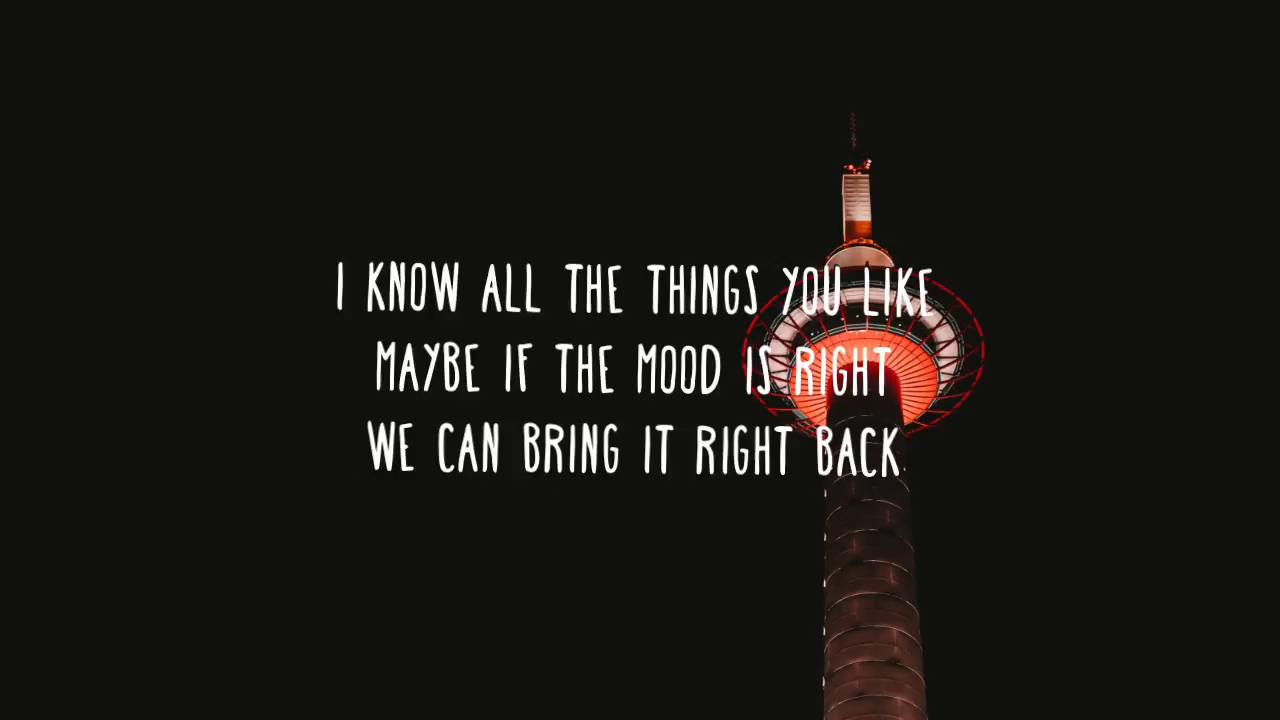 I KNOW ALL THE THINGS YOU LIKE
MAYBE IF THE MOOD IS RIGHT
WE CAN BRING IT RIGHT BACK